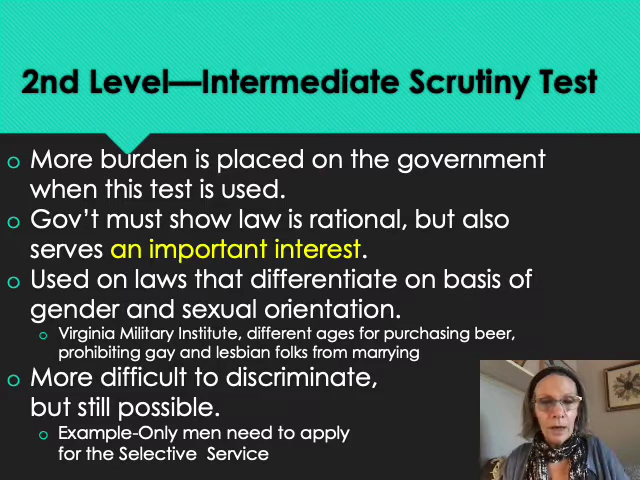 2nd Level—Intermediate Scrutiny Test
o More burden is placed on the government
when this test is used.
o Gov't must show law is rational, but also
serves an important interest.
o Used on laws that differentiate on basis of
gender and sexual orientation.
o Virginia Military Institute, different ages for purchasing beer,
prohibiting gay and lesbian folks from marrying
o More difficult to discriminate,
but still possible.
o Example-Only men need to apply
for the Selective Service